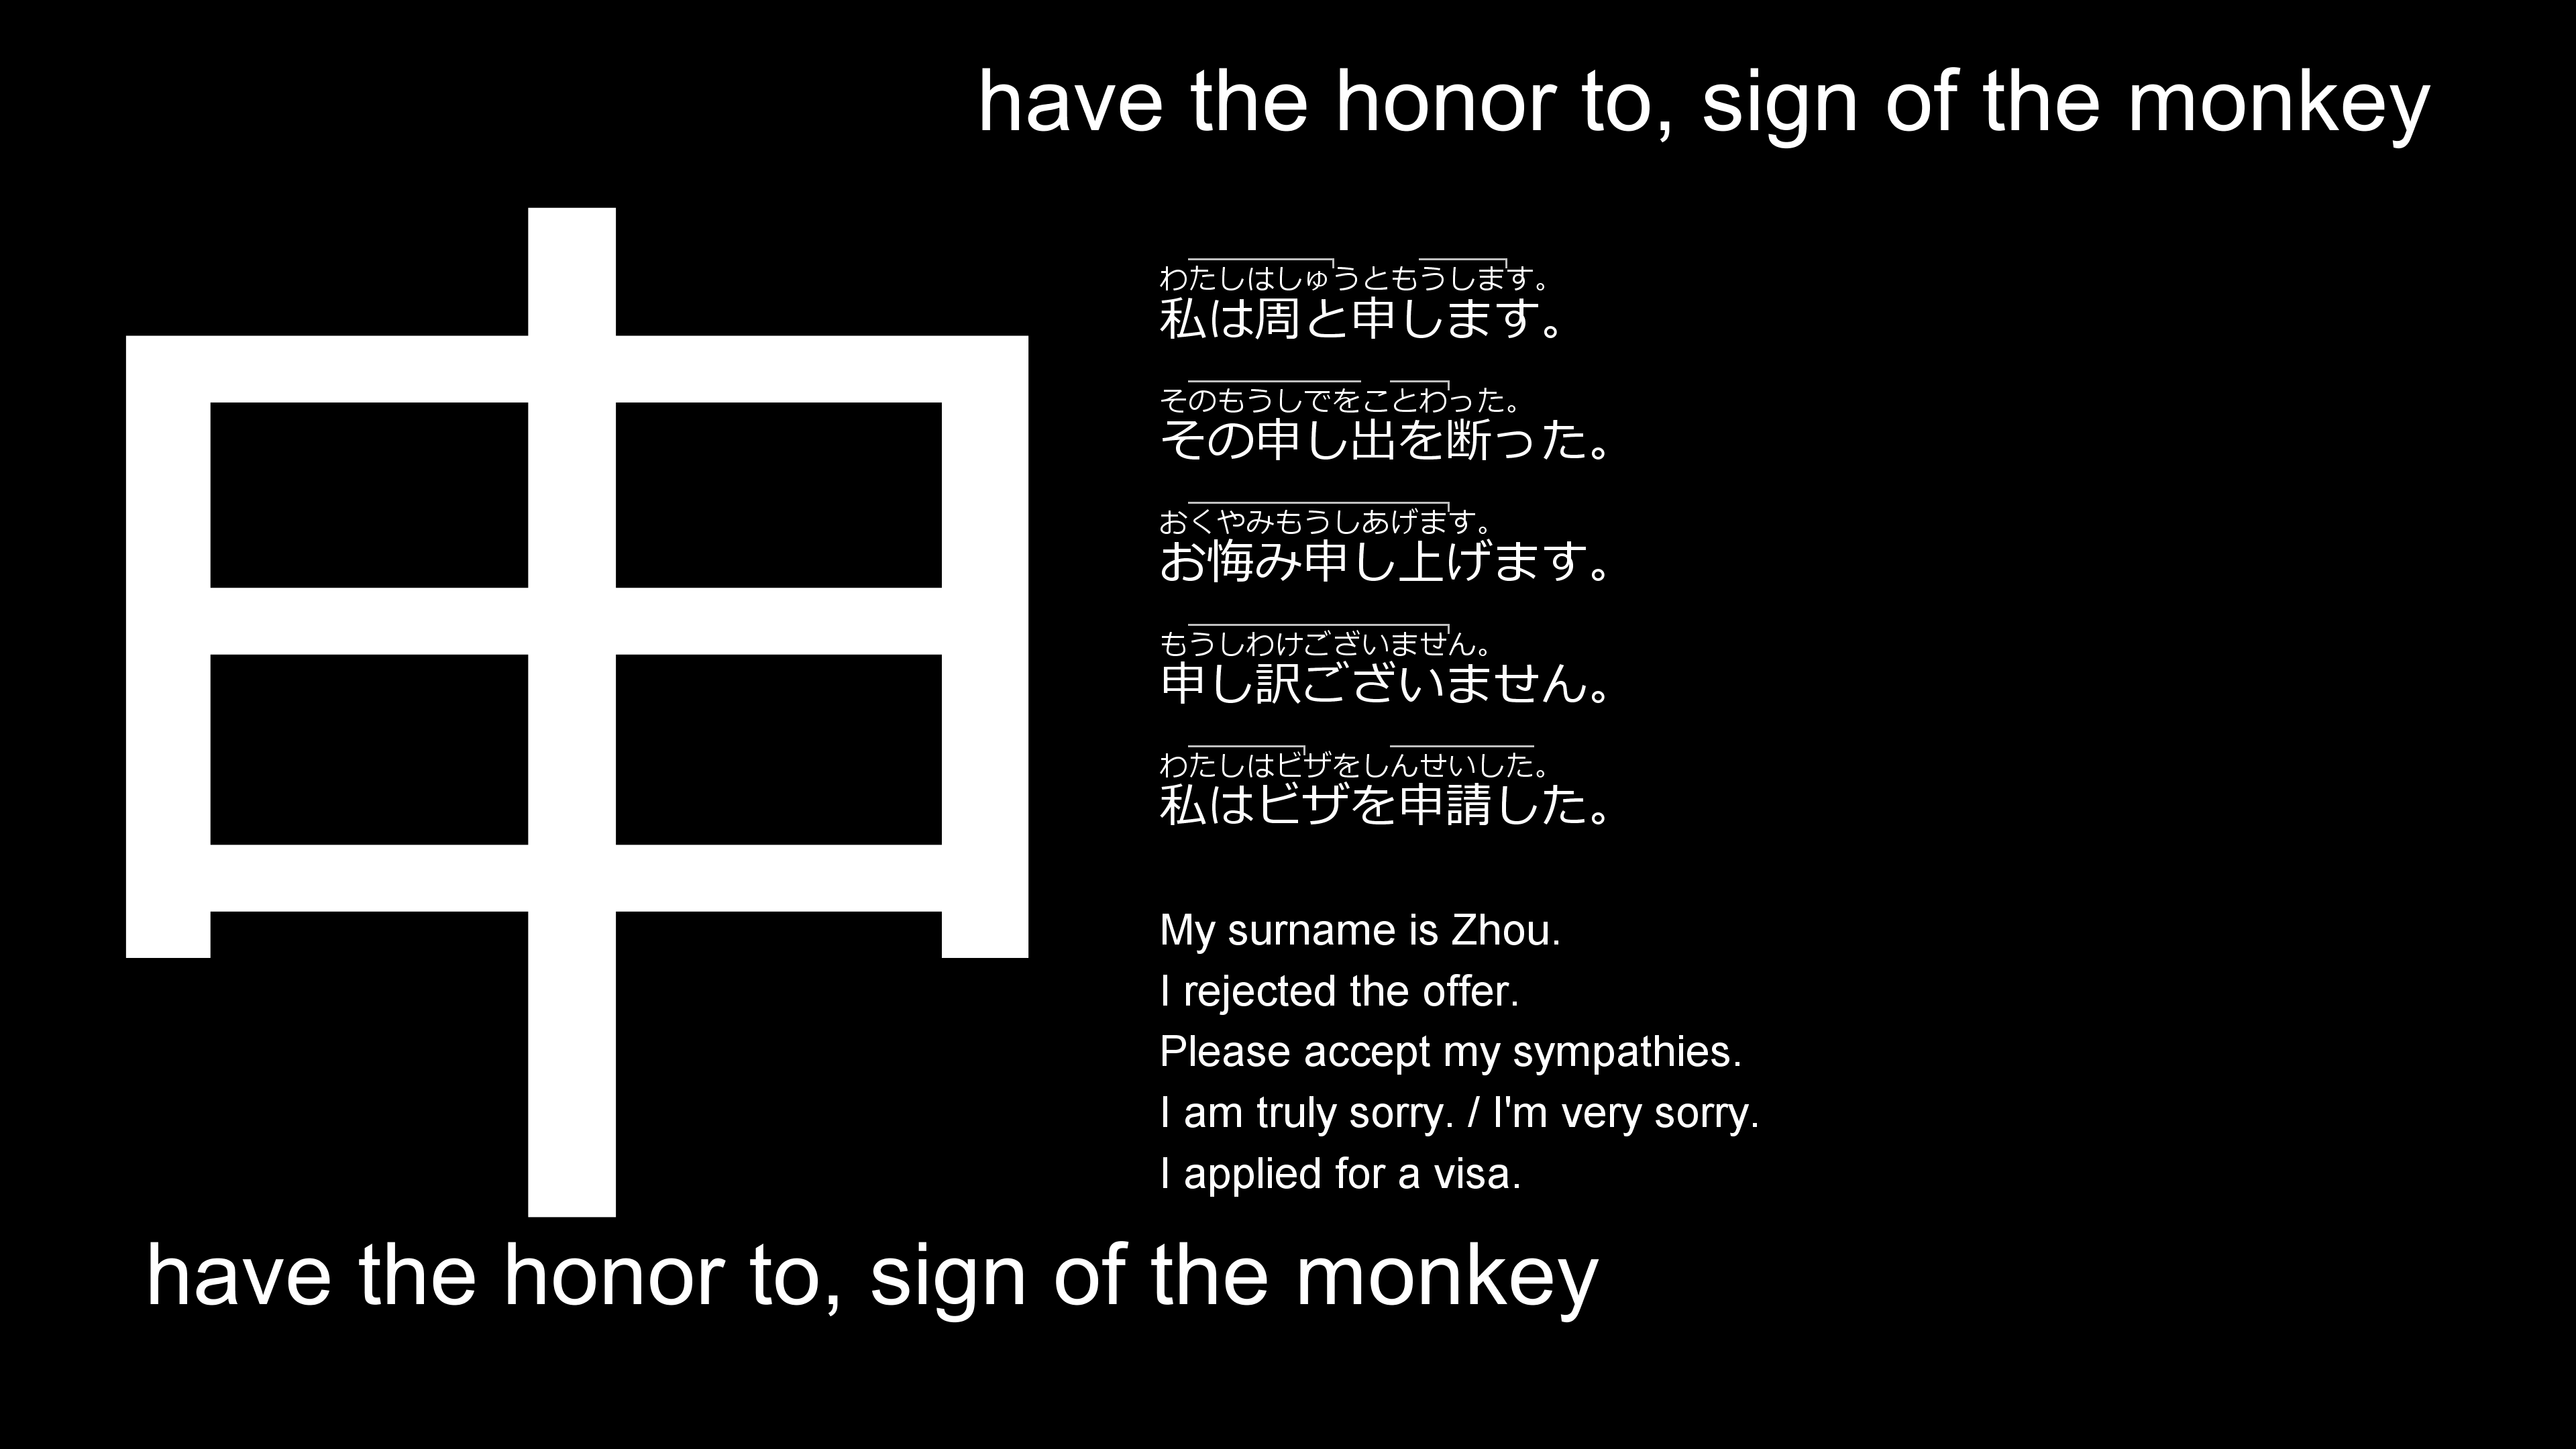 have the honor to, sign of the monkey
申
わたしはしゅうともうします。
私は周と申します。
そのもうしでをことわった。
その申し出を断った。
おくやみもうしあげます。
お悔み申し上げます。
もうしわけございません。
申し訳ございません。
わたしはビザをしんせいした。
私はビザを申請した。
My surname is Zhou.
I rejected the offer.
Please accept my sympathies.
I am truly sorry. / I'm very sorry.
I applied for a visa.
have the honor to, sign of the monkey